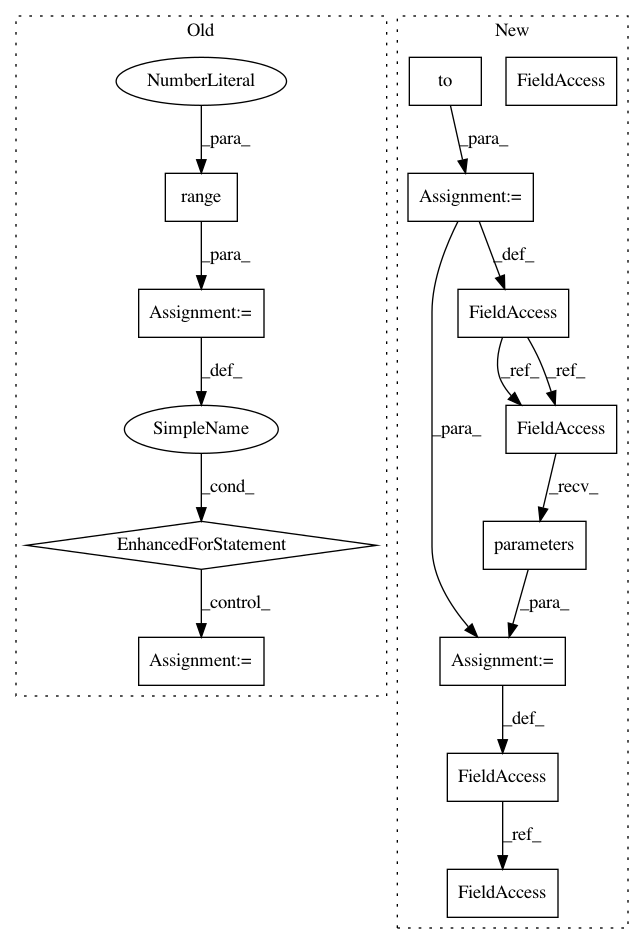 Old
NumberLiteral
_para_
range
_para_
Assignment:=
_def_
SimpleName
_cond_
EnhancedForStatement
_control_
Assignment:=
New
to
FieldAccess
_para_
Assignment:=
_def_
FieldAccess
_ref_
_ref_
_para_
FieldAccess
_recv_
parameters
_para_
Assignment:=
_def_
FieldAccess
_ref_
FieldAccess